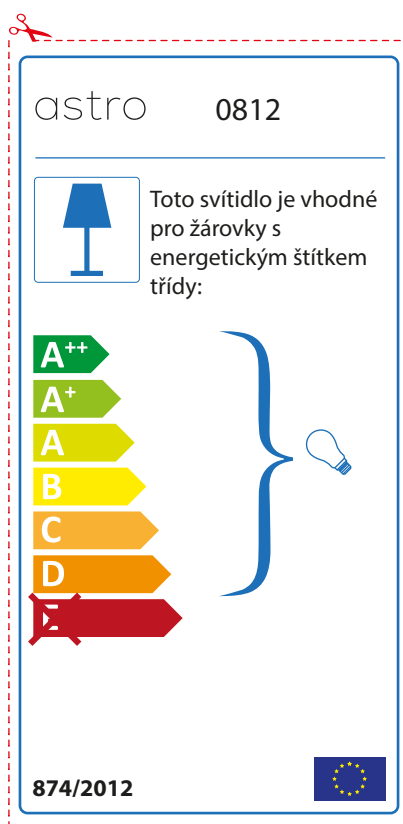 astro 0812
Toto svítidlo je vhodné
pro žárovky s
energetickým štítkem
třídy:
A++
A+
A
B
C
D
E
874/2012